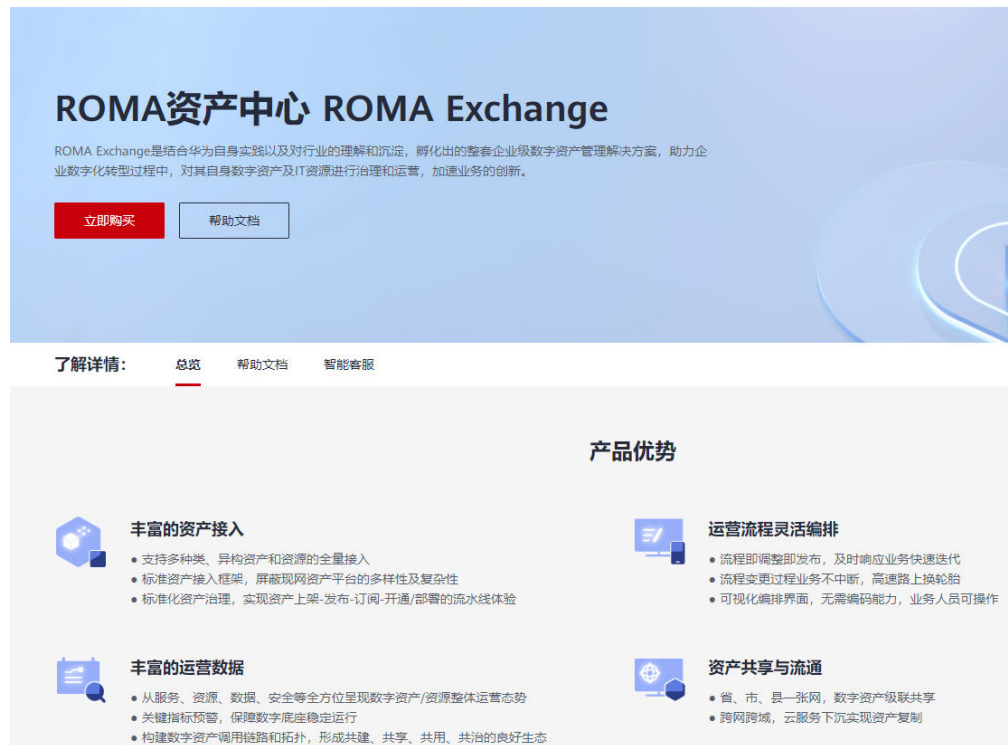 ROMA资产中心 ROMA Exchange
ROMA Exchange是结合华为自身实践以及对行业的理解和沉淀，孵化出的整套企业级数字资产管理解决方案，助力企
业数字化转型过程中，对其自身数字资产及IT资源进行治理和运营，加速业务的创新。
立即购买
帮助文档
了解详情：
总览
帮助文档
智能客服
产品优势
丰富的资产接入
● 支持多种类、异构资产和资源的全量接入
● 标准资产接入框架，屏蔽现网资产平台的多样性及复杂性
● 标准化资产治理，实现资产上架-发布-订阅-开通/部署的流水线体验
运营流程灵活编排
● 流程即调整即发布，及时响应业务快速迭代
● 流程变更过程业务不中断，高速路上换轮胎
● 可视化编排界面，无需编码能力，业务人员可操作
丰富的运营数据
● 从服务、资源、数据、安全等全方位呈现数字资产/资源整体运营态势
● 关键指标预警，保障数字底座稳定运行
● 构建数字资产调用链路和拓扑，形成共建、共享、共用、共治的良好生态
资产共享与流通
● 省、市、县一张网，数字资产级联共享
● 跨网跨域，云服务下沉实现资产复制